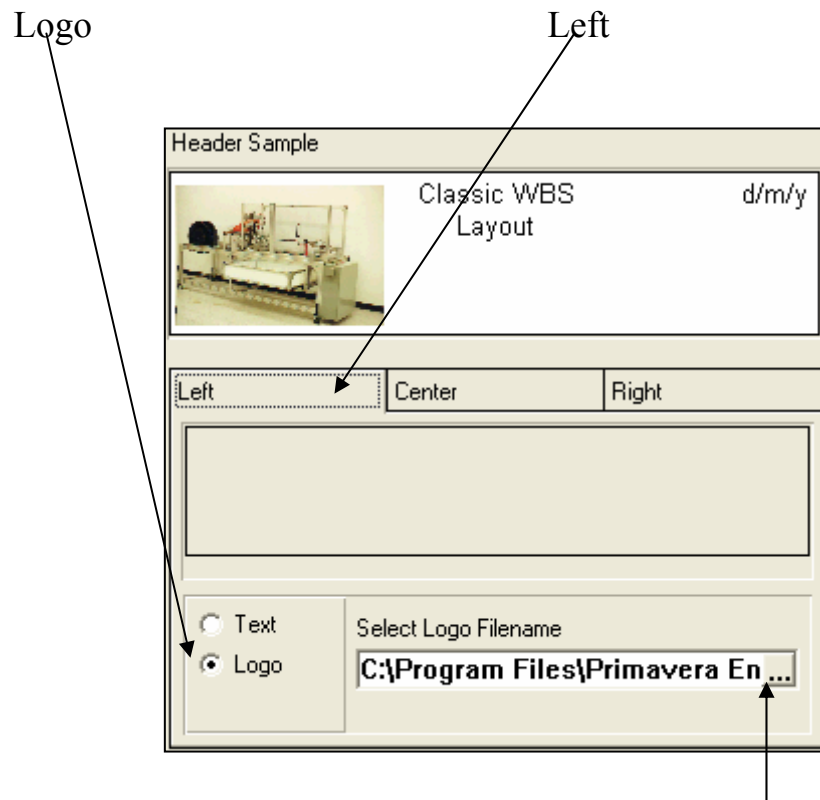 Logo Left
Header Sample
Classic WBS d/m/y
Layout
Left Center Right
Text
Select Logo Filename
Logo
C:\Program Files\Primavera En ...